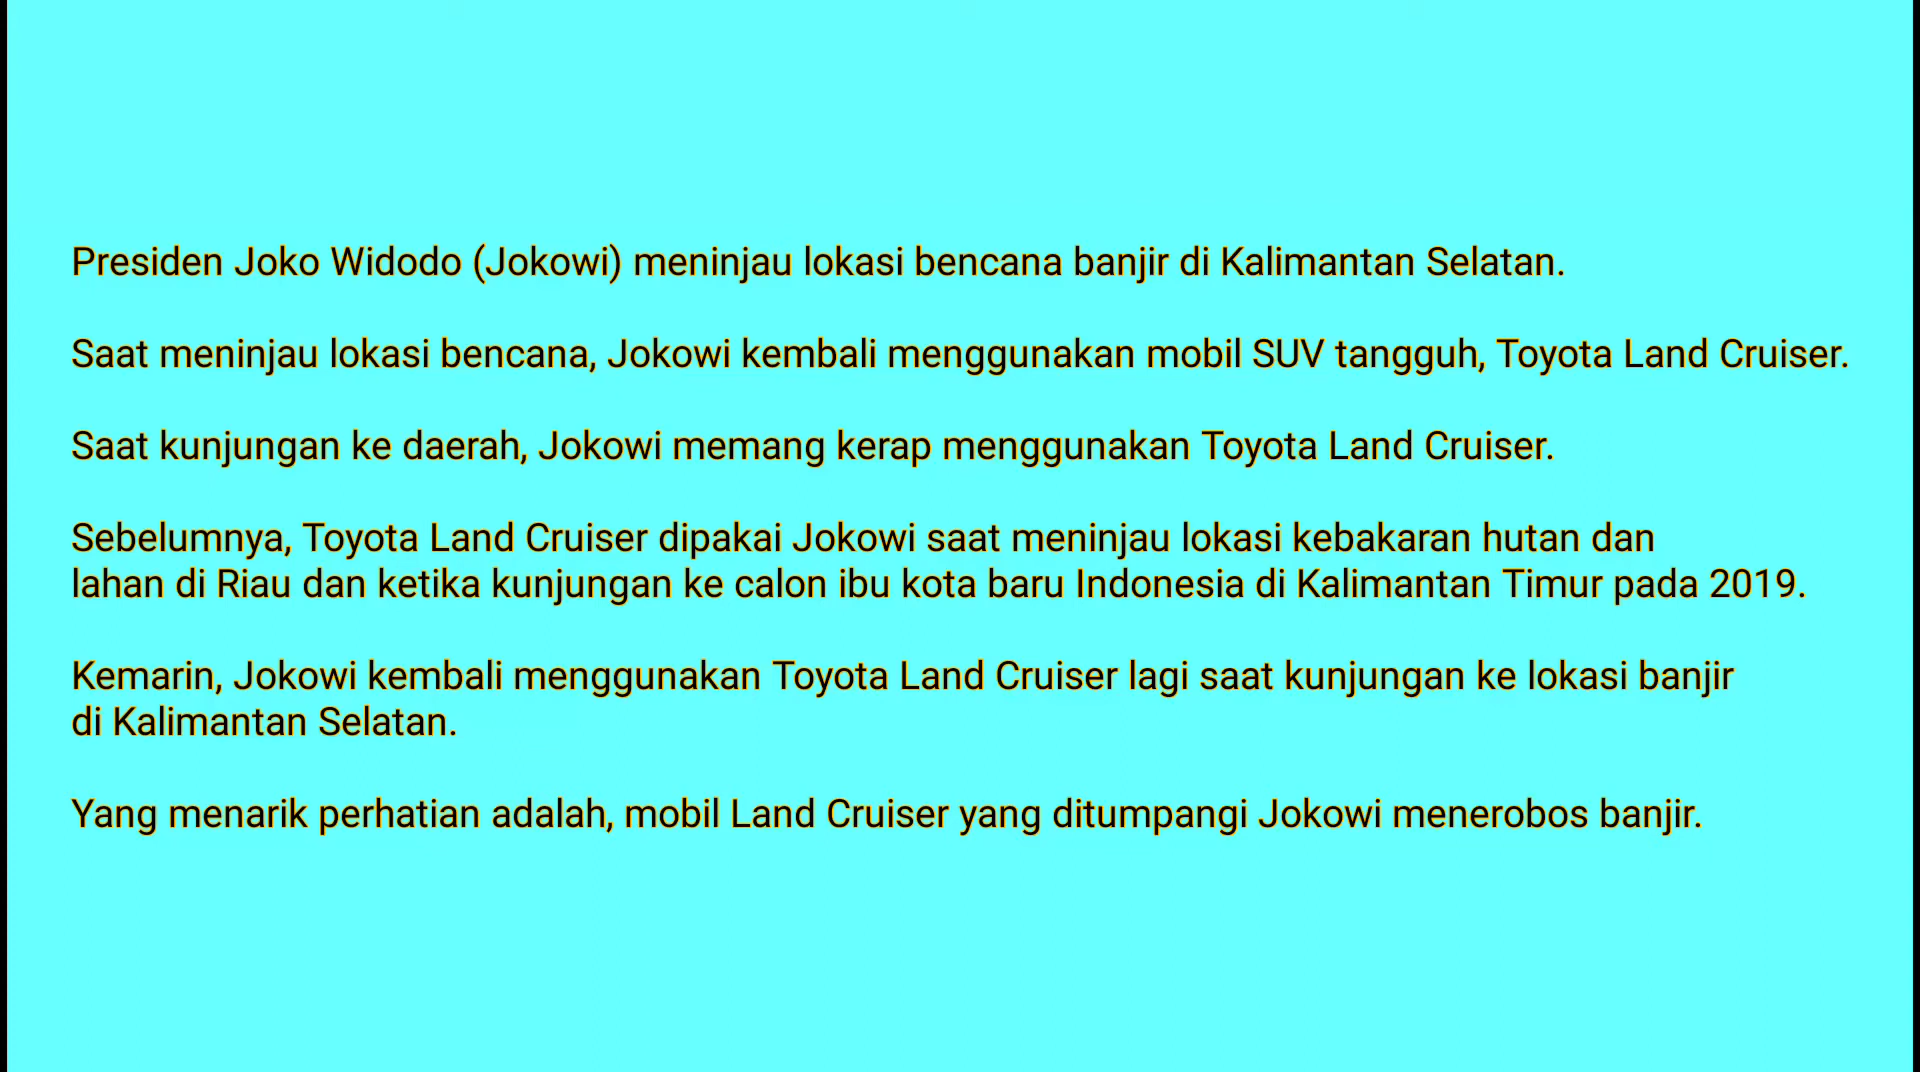 Presiden Joko Widodo (Jokowi) meninjau lokasi bencana banjir di Kalimantan Selatan.
Saat meninjau lokasi bencana, Jokowi kembali menggunakan mobil SUV tangguh, Toyota Land Cruiser.
Saat kunjungan ke daerah, Jokowi memang kerap menggunakan Toyota Land Cruiser.
Sebelumnya, Toyota Land Cruiser dipakai Jokowi saat meninjau lokasi kebakaran hutan dan
lahan di Riau dan ketika kunjungan ke calon ibu kota baru Indonesia di Kalimantan Timur pada 2019.
Kemarin, Jokowi kembali menggunakan Toyota Land Cruiser lagi saat kunjungan ke lokasi banjir
di Kalimantan Selatan.
Yang menarik perhatian adalah, mobil Land Cruiser yang ditumpangi Jokowi menerobos banjir.